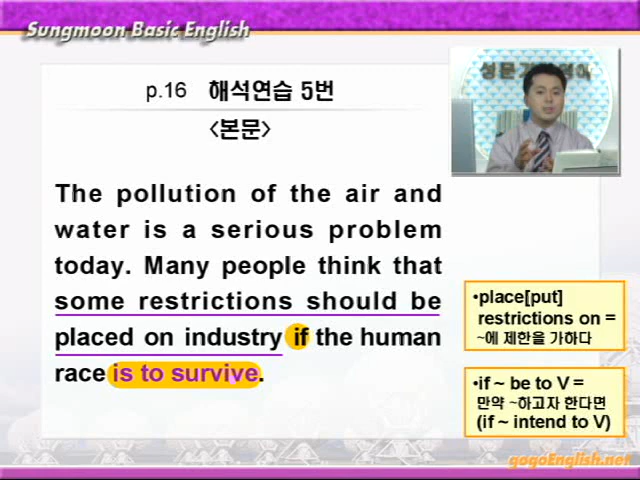 Sungmoon Basic English
p.16 해석연습 5번
<본문>
The pollution of the air and
water is a serious problem
today. Many people think that
some restrictions should be
placed on industry if the human
race is to survive.
•place[put]
restrictions on =
~에 제한을 가하다
•if ~ be to V =
만약 ~하고자 한다면
(if ~ intend to V)
gogoEnglish.net